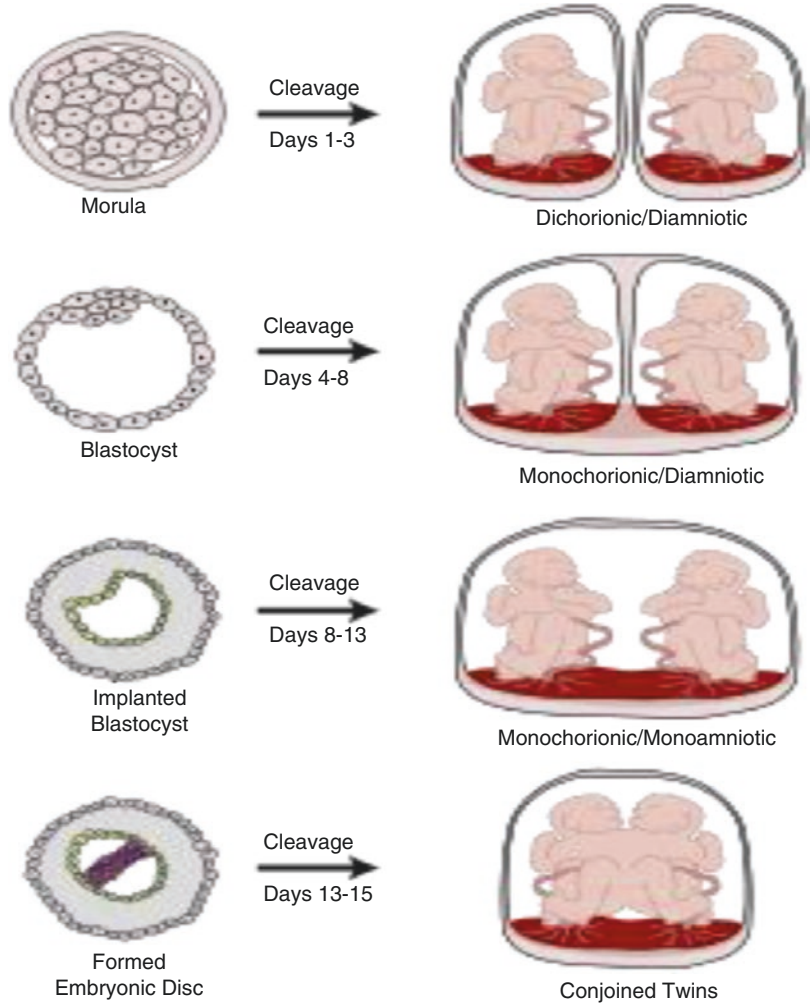 Cleavage
Days 1-3
Morula
Dichorionic/Diamniotic
Cleavage
Days 4-8
Blastocyst
Monochorionic/Diamniotic
Cleavage
Days 8-13
Implanted
Blastocyst
Monochorionic/Monoamniotic
Cleavage
Days 13-15
Formed
Embryonic Disc
Conjoined Twins